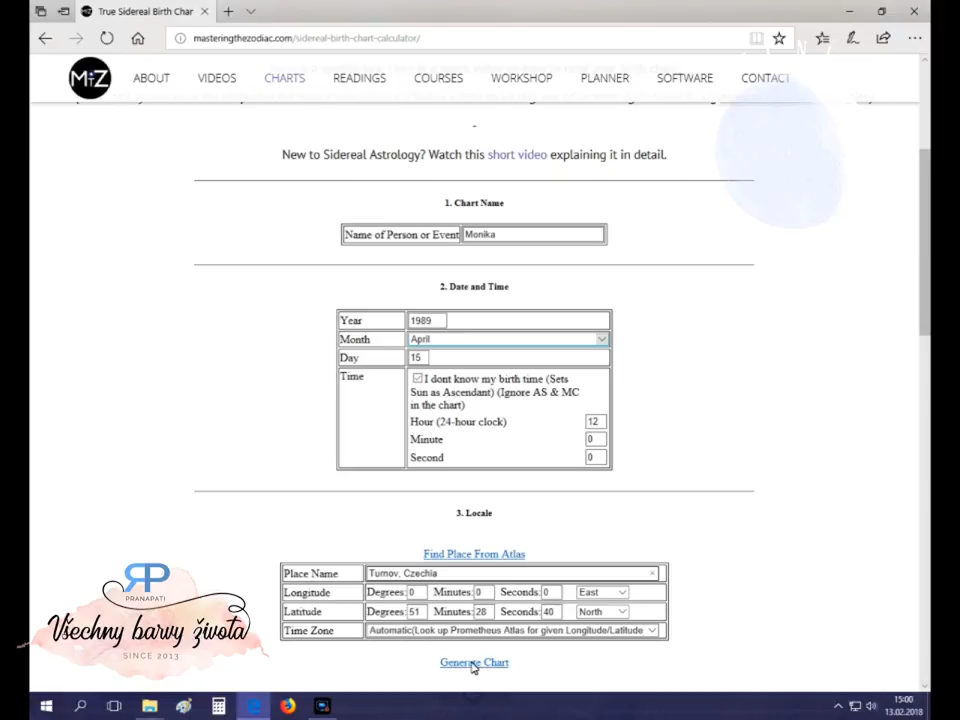 True Sidereal Birth Char
masteringthezodiac.com/sidereal-birth-chart-calculator/
MTZ ABOUT VIDEOS CHARTS READINGS COURSES WORKSHOP PLANNER SOFTWARE CONTACT
-
New to Sidereal Astrology? Watch this short video explaining it in detail.
1. Chart Name
Name of Person or Event Monika
2. Date and Time
Year 1989
Month April
Day 15
Time I dont know my birth time (Sets
Sun as Ascendant) (Ignore AS & MC
in the chart)
Hour (24-hour clock) 12
Minute 0
Second 0
3. Locale
Find Place From Atlas
Place Name Turnov, Czechia
Longitude Degrees: 0 Minutes: 0 Seconds: 0 East
Latitude Degrees: 51 Minutes: 28 Seconds: 40 North
Time Zone Automatic(Look up Prometheus Atlas for given Longitude/Latitude
Generate Chart
RP
PRANAPATI
Všechny barvy života
SINCE 2013
15:00
13.02.2018